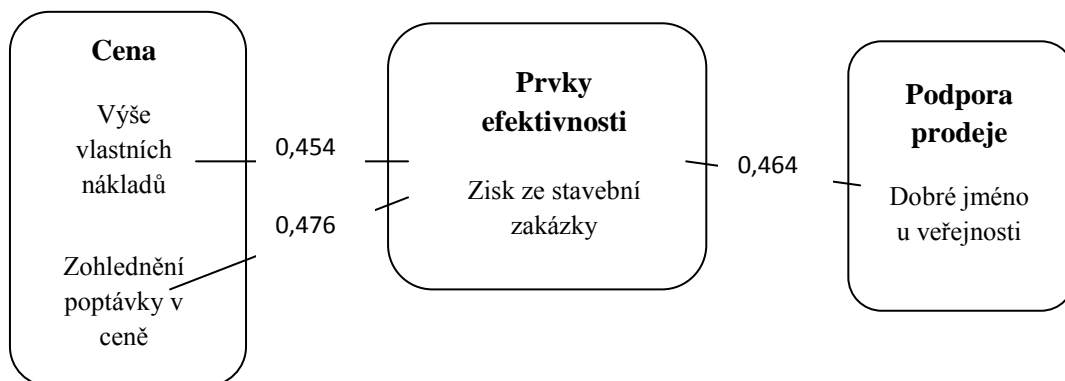 Cena
Výše
vlastních
nákladů
Zohlednění
poptávky v
ceně
0,454
0,476
Prvky
efektivnosti
Zisk ze stavební
zakázky
0,464
Podpora
prodeje
Dobré jméno
u veřejnosti